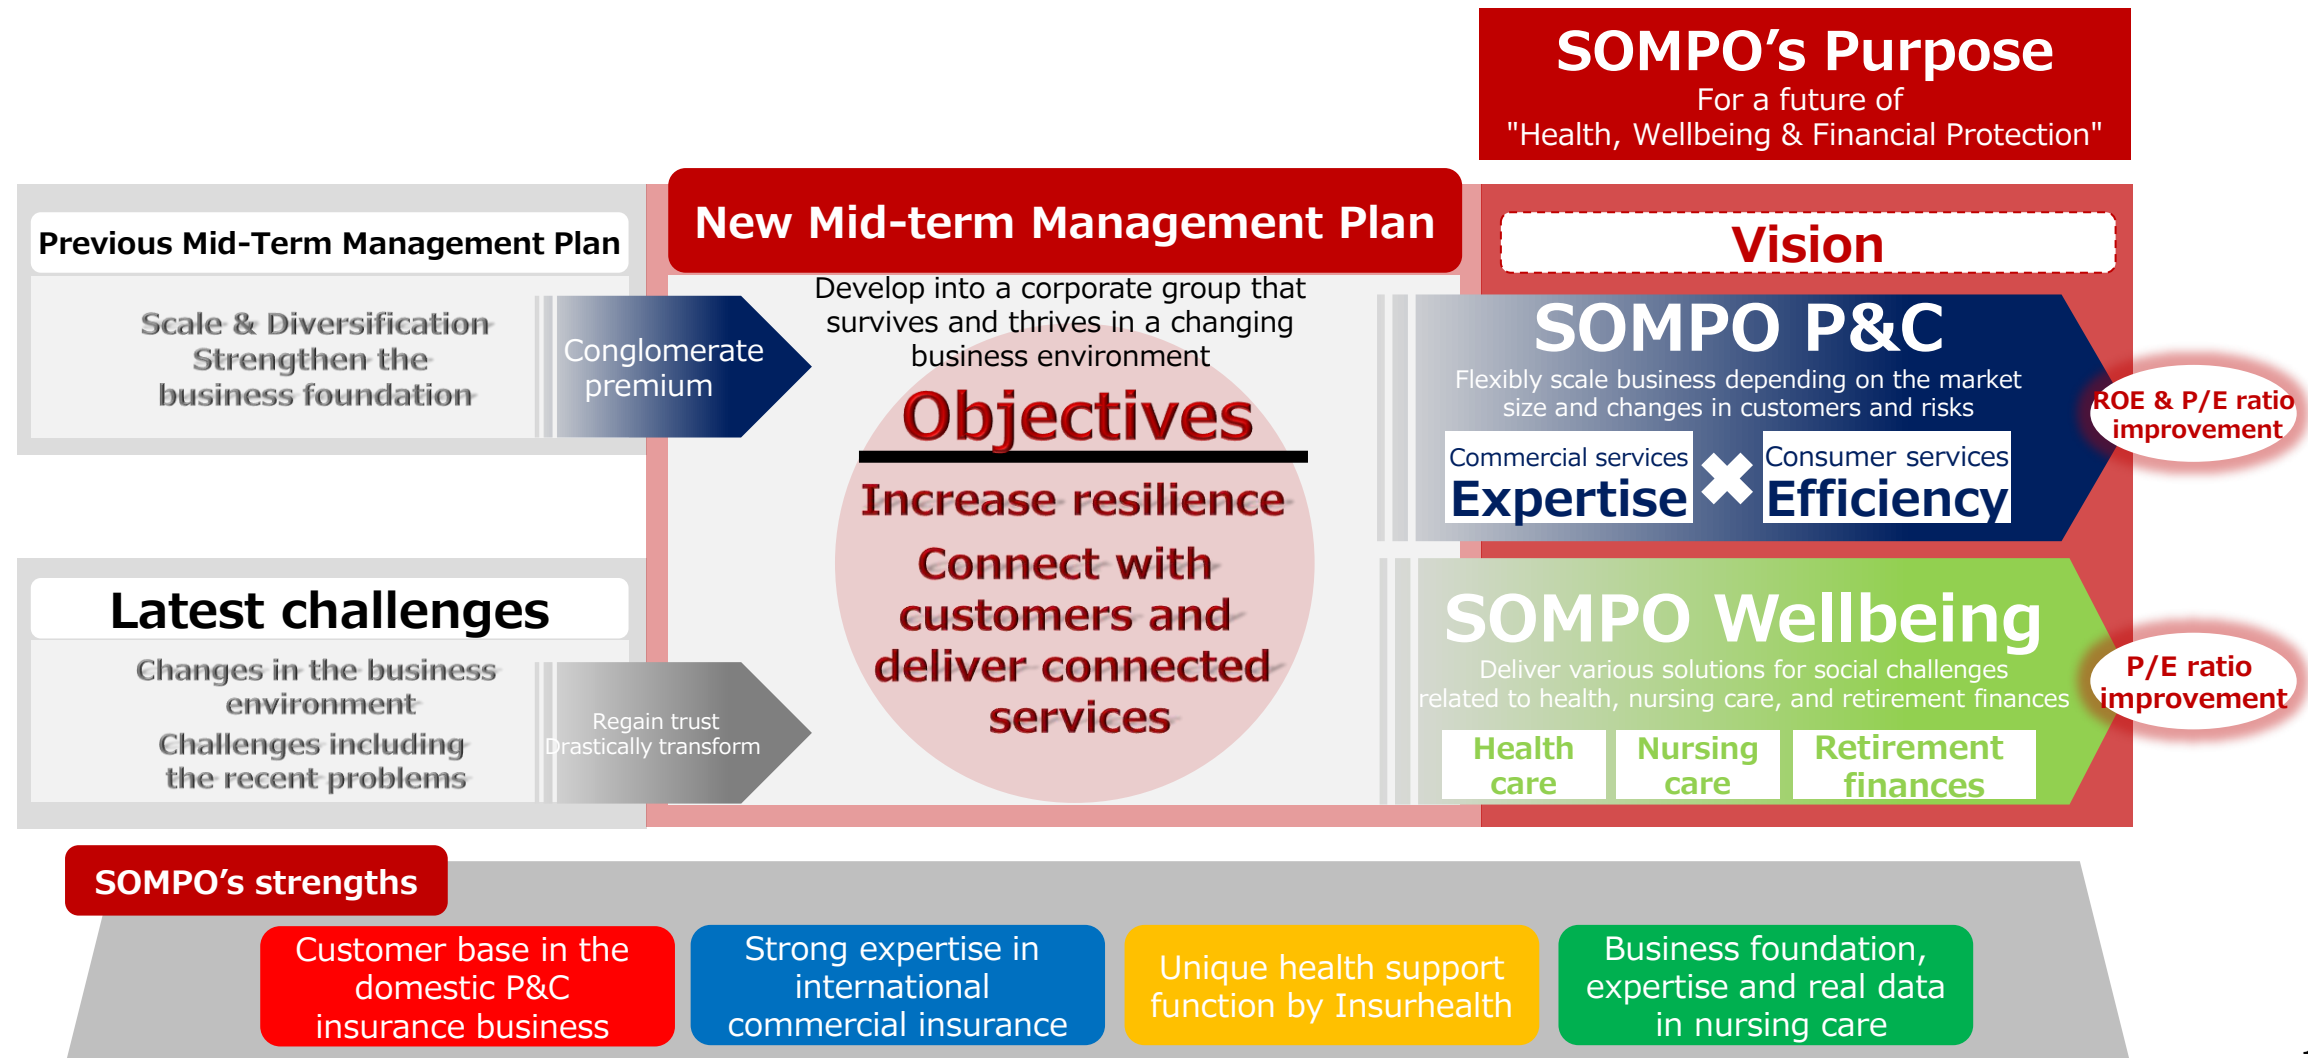 SOMPO’s Purpose
For a future of
"Health, Wellbeing & Financial Protection"
Previous Mid-Term Management Plan
Scale & Diversification
Strengthen the
business foundation
Conglomerate
premium
Latest challenges
Changes in the business
environment
Challenges including
the recent problems
Regain trust
Drastically transform
New Mid-term Management Plan
Develop into a corporate group that
survives and thrives in a changing
business environment
Objectives
Increase resilience
Connect with
customers and
deliver connected
services
Vision
SOMPO P&C
Flexibly scale business depending on the market
size and changes in customers and risks
Commercial services
Expertise
✖
Consumer services
Efficiency
ROE & P/E ratio
improvement
SOMPO Wellbeing
Deliver various solutions for social challenges
related to health, nursing care, and retirement finances
Health
care
Nursing
care
Retirement
finances
P/E ratio
improvement
SOMPO’s strengths
Customer base in the
domestic P&C
insurance business
Strong expertise in
international
commercial insurance
Unique health support
function by Insurhealth
Business foundation,
expertise and real data
in nursing care